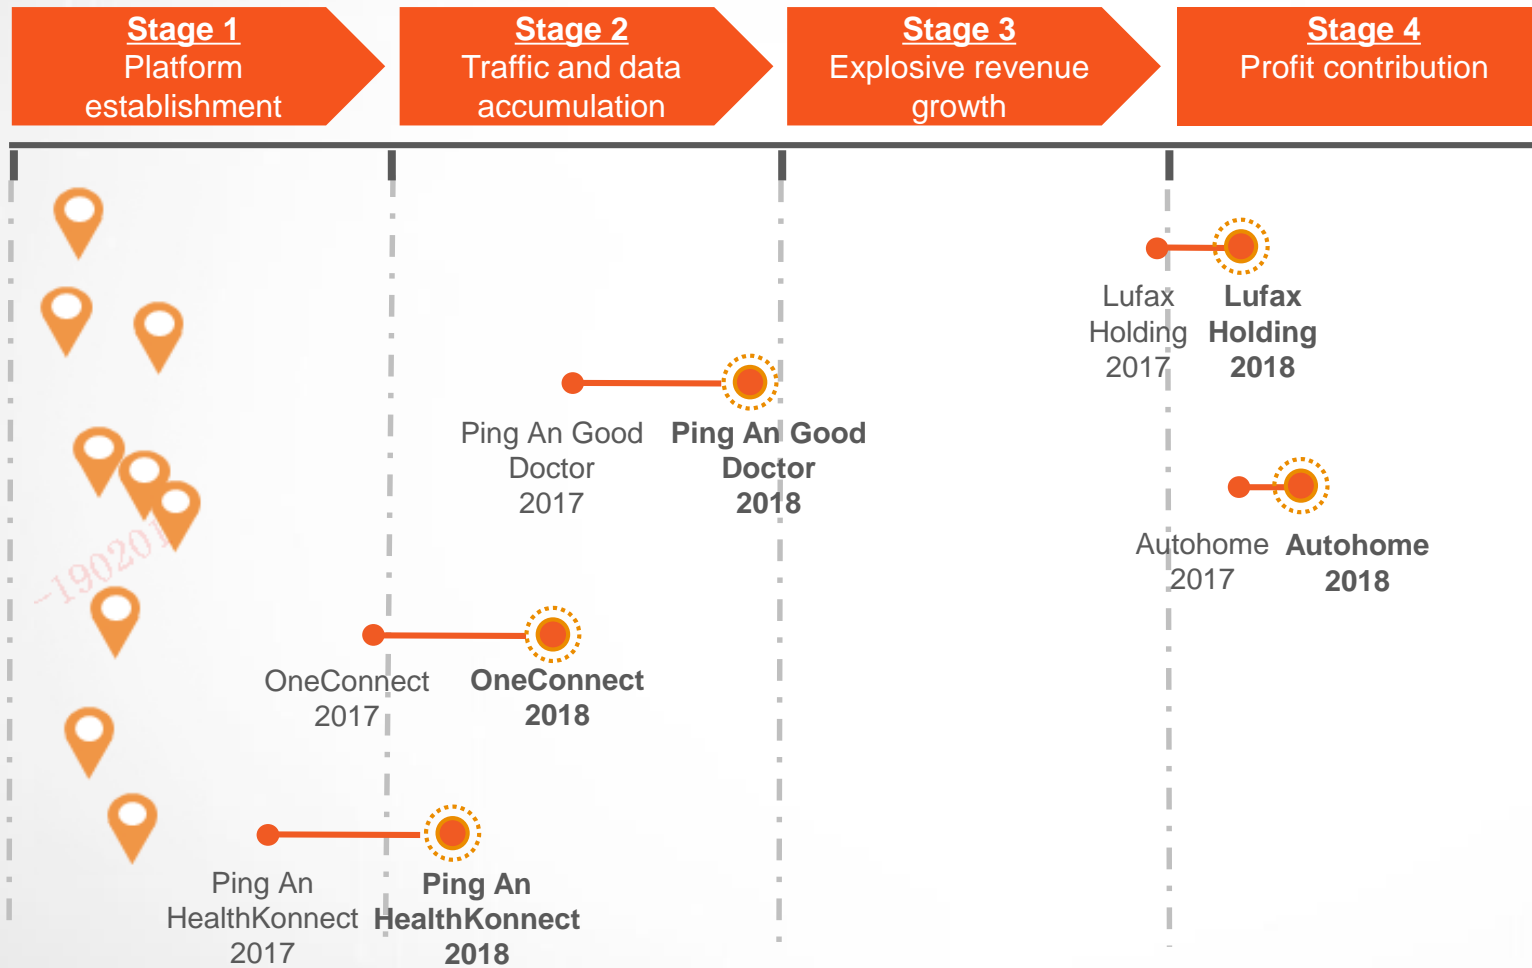 Stage 1
Platform
establishment
Stage 2
Traffic and data
accumulation
Stage 3
Explosive revenue
growth
Stage 4
Profit contribution
Lufax
Holding
2017
Lufax
Holding
2018
Ping An Good
Doctor
2017
Ping An Good
Doctor
2018
Autohome
2017
Autohome
2018
-190201
OneConnect
2017
OneConnect
2018
Ping An
HealthKonnect
2017
Ping An
HealthKonnect
2018